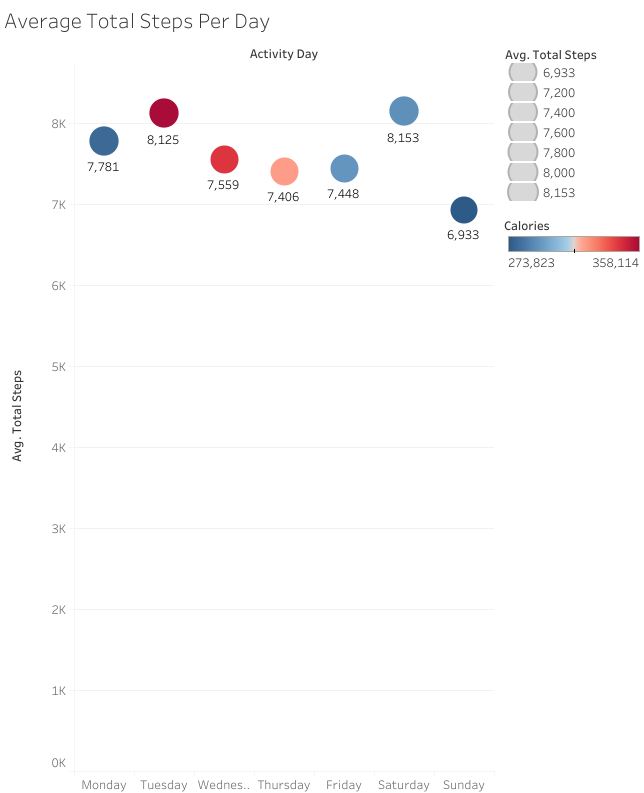 Average Total Steps Per Day
Activity Day
Avg. Total Steps
6,933
7,200
7,400
7,600
7,800
8,000
8,153
Calories
273,823 358,114
Avg. Total Steps
8K
7K
6K
5K
4K
3K
2K
1K
0K
7,781
8,125
7,559
7,406
7,448
8,153
6,933
Monday Tuesday Wednes.. Thursday Friday Saturday Sunday